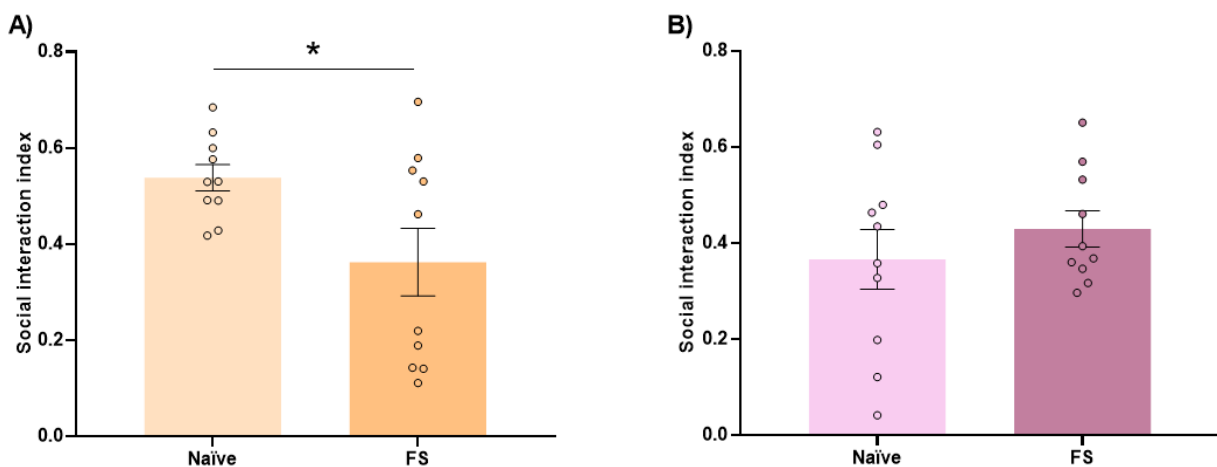 A)
Social interaction index
0.8
0.6
0.4
0.2
0.0
*
Naïve
FS
B)
Social interaction index
0.8
0.6
0.4
0.2
0.0
Naïve
FS